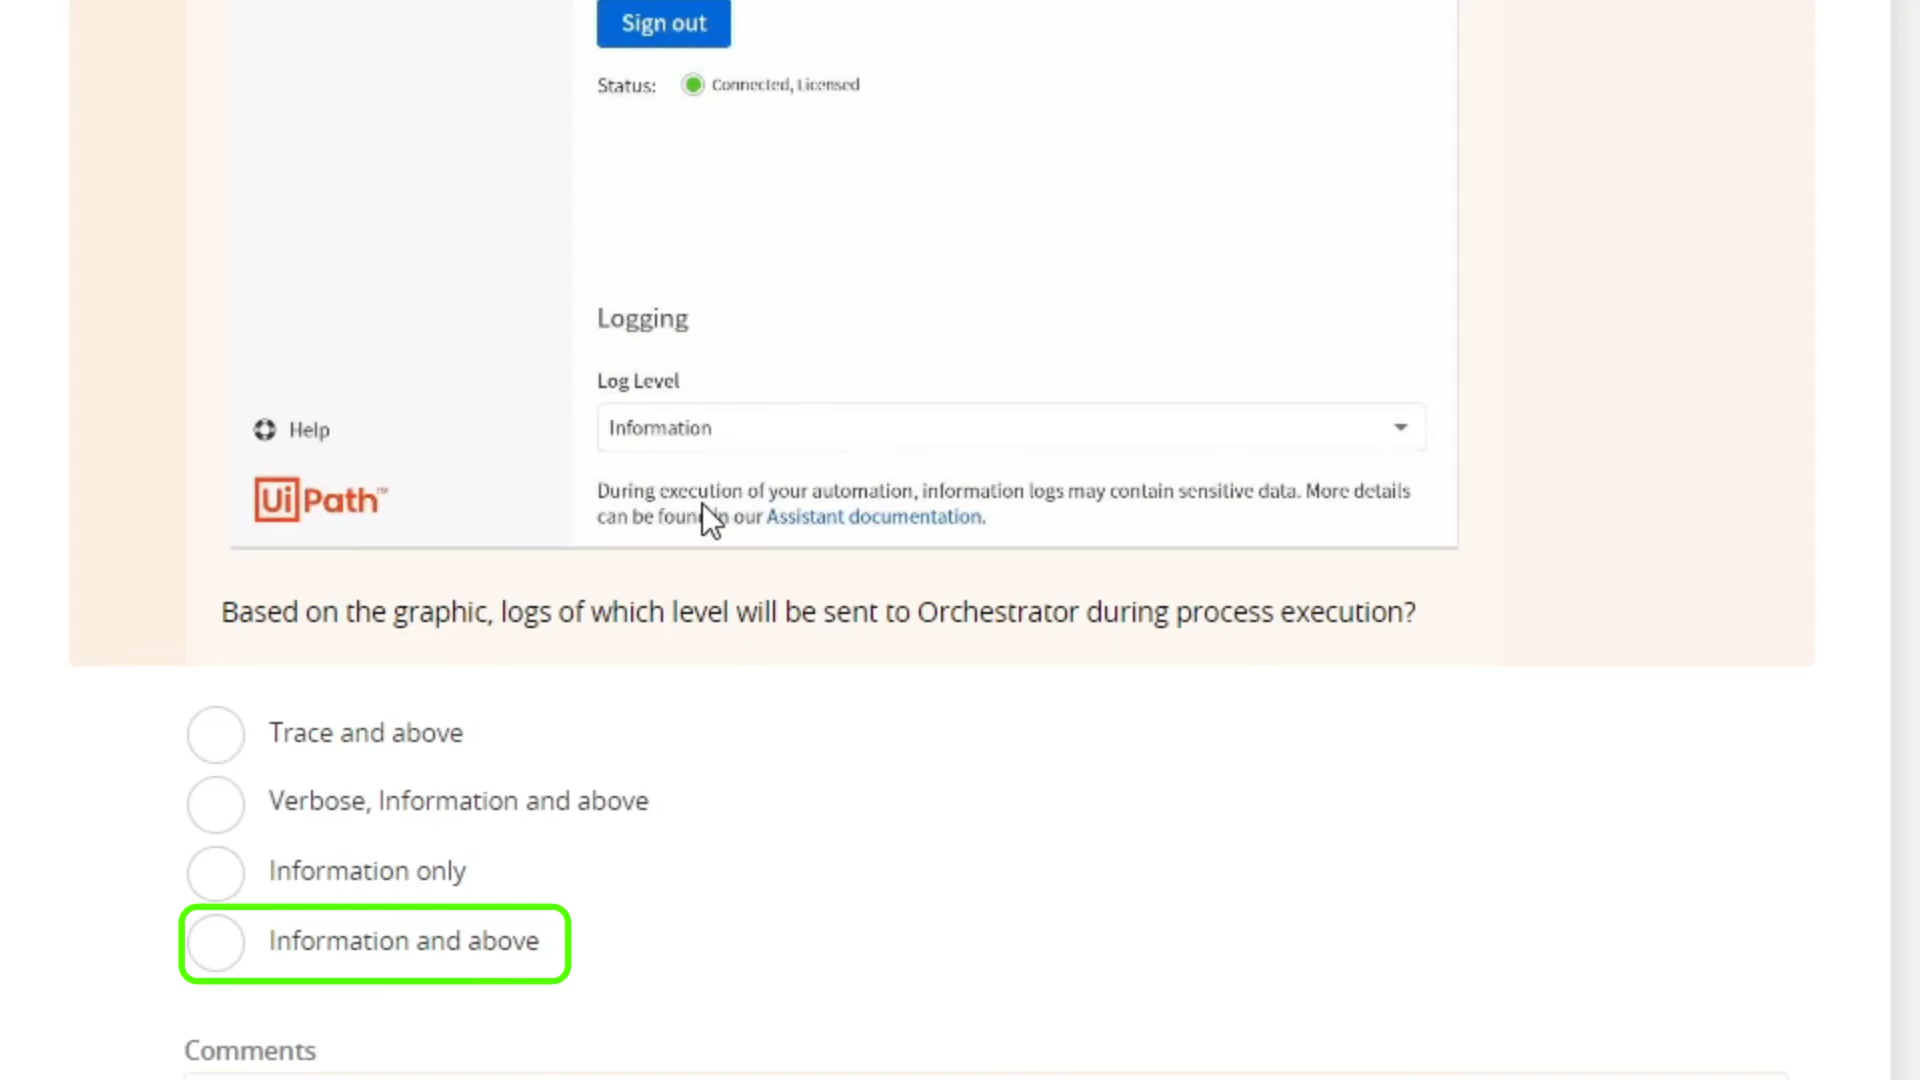 Sign out
Status: Connected, Licensed
Logging
Log Level
Information
Help
UiPath™
During execution of your automation, information logs may contain sensitive data. More details
can be found in our Assistant documentation.
Based on the graphic, logs of which level will be sent to Orchestrator during process execution?
Trace and above
Verbose, Information and above
Information only
Information and above
Comments